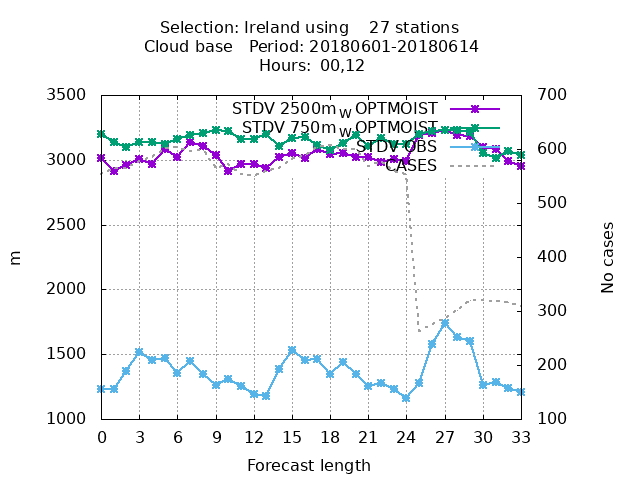 Selection: Ireland using    27 stations
Cloud base   Period: 20180601-20180614
Hours:  00,12
3500
700
STDV 2500m_W OPTMOIST
STDV 750m_W OPTMOIST
STDV OBS
CASES
3000
600
2500
500
400
2000
300
1500
200
1000
100
m
No cases
0 3 6 9 12 15 18 21 24 27 30 33
Forecast length